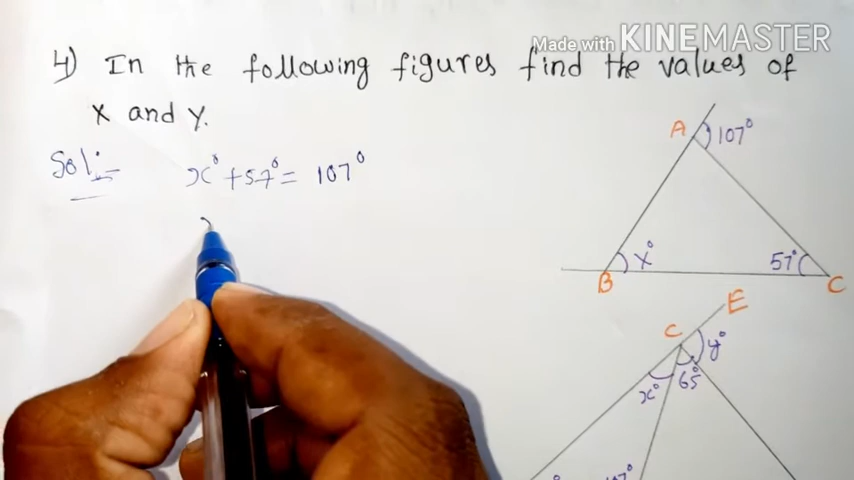 Made with KINEMASTER
4) In the following figures find the values of
x and y.
Sol:- x° + 57° = 107°
A 107°
x° 57°
B C
E
C y°
x° 65°